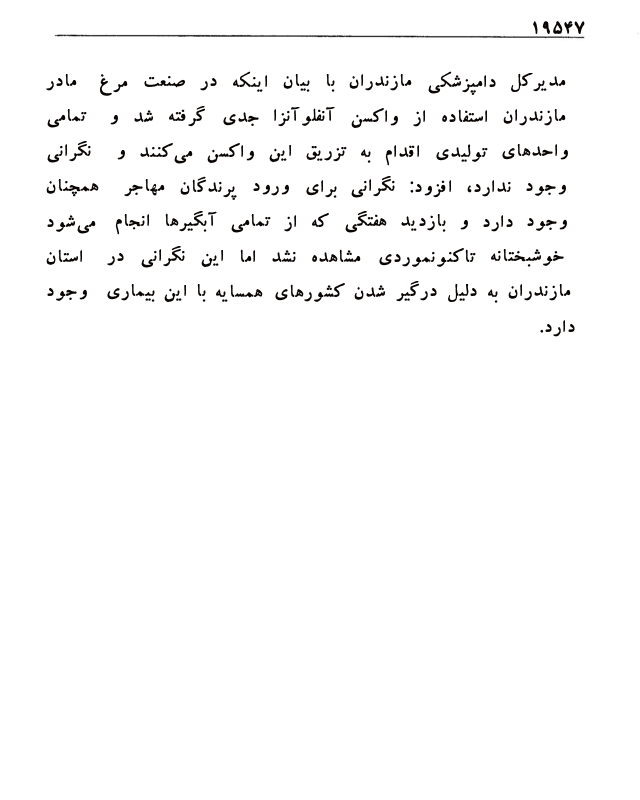 ۱۹۵۴۷
مدیرکل دامپزشکی مازندران با بیان اینکه در صنعت مرغ مادر
مازندران استفاده از واکسن آنفلوآنزا جدی گرفته شد و تمامی
واحدهای تولیدی اقدام به تزریق این واکسن می‌کنند و نگرانی
وجود ندارد، افزود: نگرانی برای ورود پرندگان مهاجر همچنان
وجود دارد و بازدید هفتگی که از تمامی آبگیرها انجام می‌شود
خوشبختانه تاکنونموردی مشاهده نشد اما این نگرانی در استان
مازندران به دلیل درگیر شدن کشورهای همسایه با این بیماری وجود
دارد.